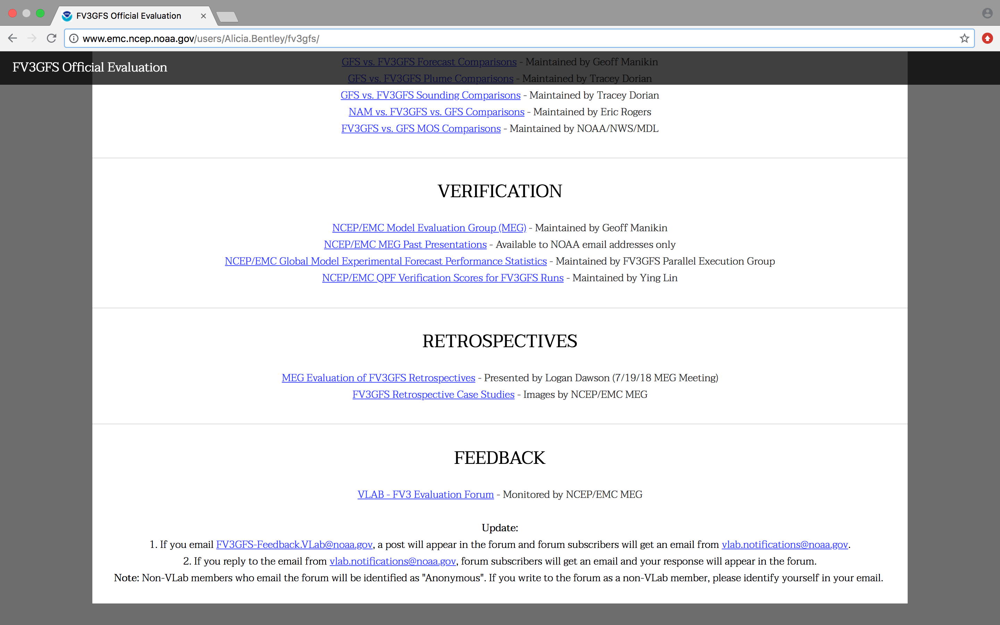 FV3GFS Official Evaluation
www.emc.ncep.noaa.gov/users/Alicia.Bentley/fv3gfs/
FV3GFS Official Evaluation
GFS vs. FV3GFS Forecast Comparisons - Maintained by Geoff Manikin
GFS vs. FV3GFS Plume Comparisons - Maintained by Tracey Dorian
GFS vs. FV3GFS Sounding Comparisons - Maintained by Tracey Dorian
NAM vs. FV3GFS vs. GFS Comparisons - Maintained by Eric Rogers
FV3GFS vs. GFS MOS Comparisons - Maintained by NOAA/NWS/MDL
VERIFICATION
NCEP/EMC Model Evaluation Group (MEG) - Maintained by Geoff Manikin
NCEP/EMC MEG Past Presentations - Available to NOAA email addresses only
NCEP/EMC Global Model Experimental Forecast Performance Statistics - Maintained by FV3GFS Parallel Execution Group
NCEP/EMC QPF Verification Scores for FV3GFS Runs - Maintained by Ying Lin
RETROSPECTIVES
MEG Evaluation of FV3GFS Retrospectives - Presented by Logan Dawson (7/19/18 MEG Meeting)
FV3GFS Retrospective Case Studies - Images by NCEP/EMC MEG
FEEDBACK
VLAB - FV3 Evaluation Forum - Monitored by NCEP/EMC MEG
Update:
1. If you email FV3GFS-Feedback.VLab@noaa.gov, a post will appear in the forum and forum subscribers will get an email from vlab.notifications@noaa.gov.
2. If you reply to the email from vlab.notifications@noaa.gov, forum subscribers will get an email and your response will appear in the forum.
Note: Non-VLab members who email the forum will be identified as "Anonymous". If you write to the forum as a non-VLab member, please identify yourself in your email.